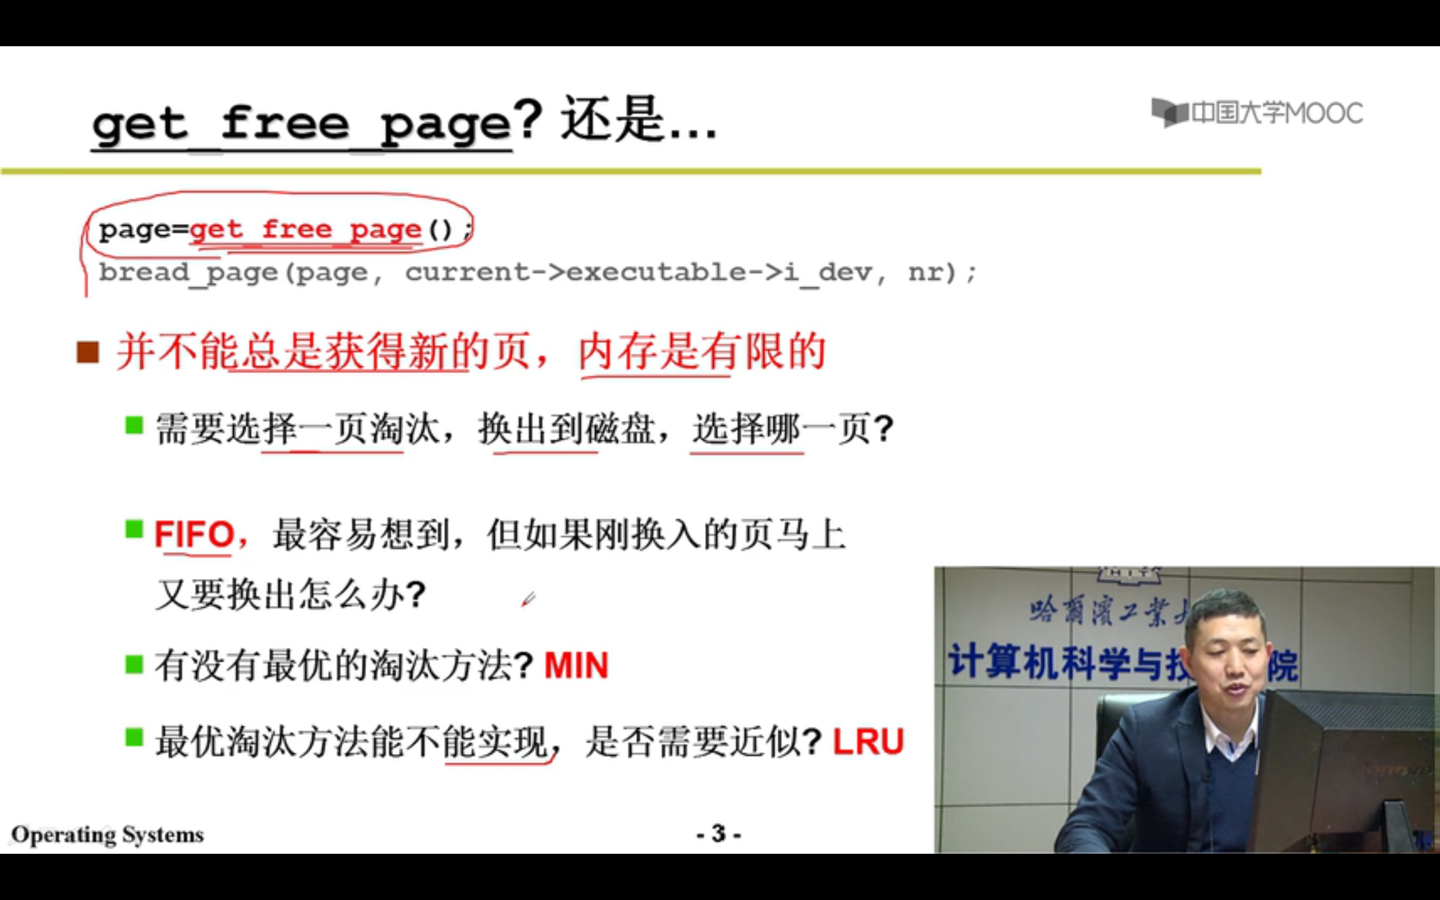 get_free_page? 还是...
中国大学MOOC
page=get_free_page();
bread_page(page, current->executable->i_dev, nr);
并不能总是获得新的页，内存是有限的
需要选择一页淘汰，换出到磁盘，选择哪一页?
FIFO，最容易想到，但如果刚换入的页马上
又要换出怎么办?
有没有最优的淘汰方法? MIN
最优淘汰方法能不能实现，是否需要近似? LRU
哈爾濱工業大
计算机科学与技 院
Operating Systems
- 3 -